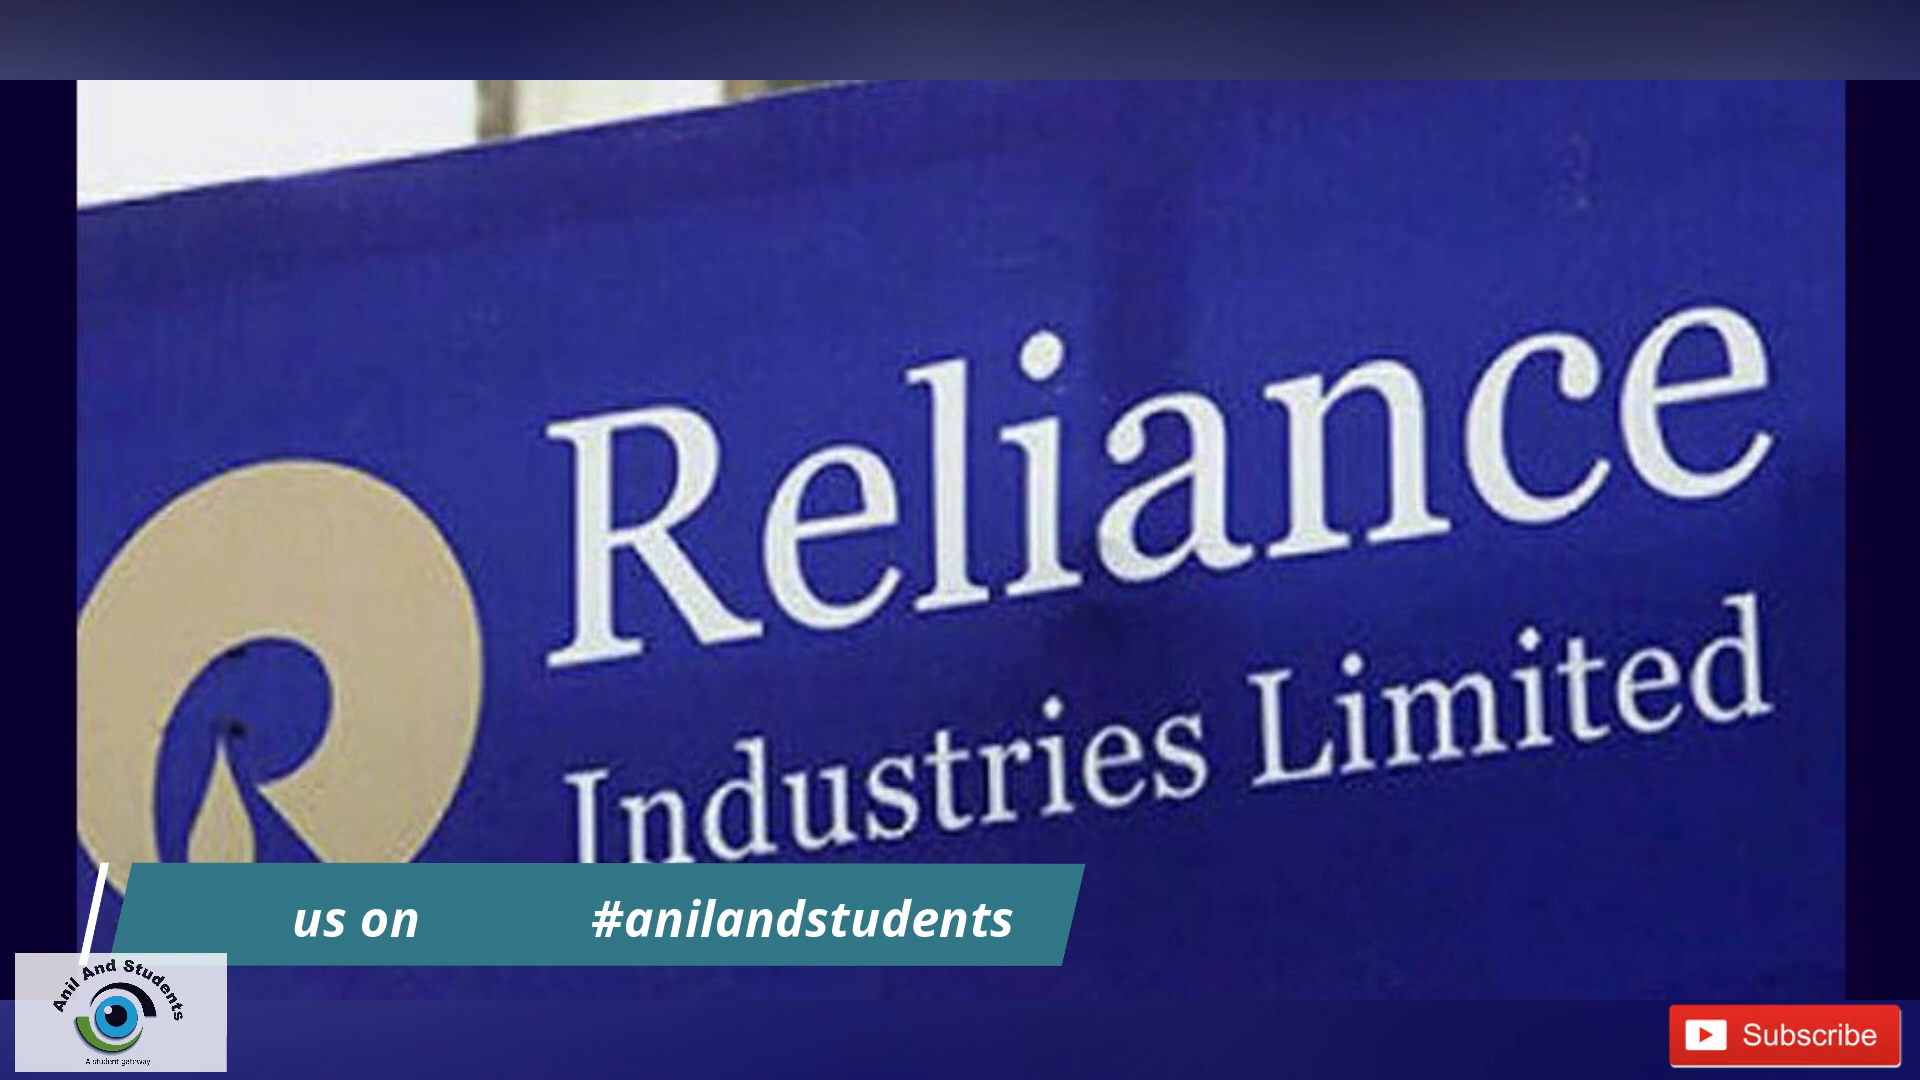 Reliance
Industries Limited
us on #anilandstudents
Anil And Students
A student gateway
Subscribe